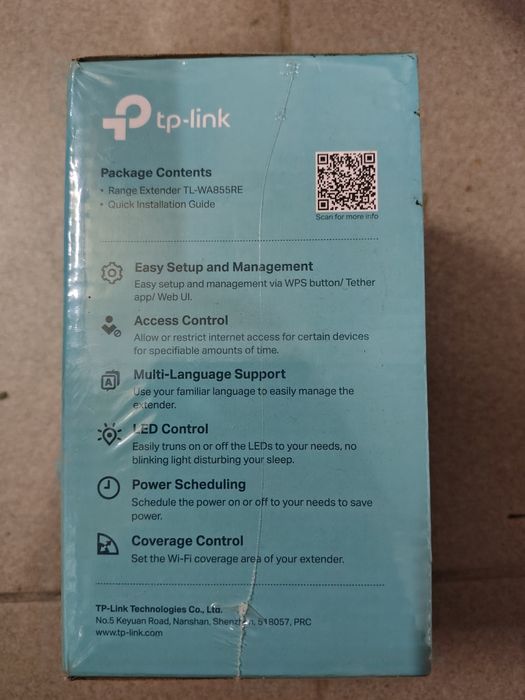 tp-link
Package Contents
• Range Extender TL-WA855RE
• Quick Installation Guide
Scan for more info
Easy Setup and Management
Easy setup and management via WPS button/ Tether
app/ Web UI.
Access Control
Allow or restrict internet access for certain devices
for specifiable amounts of time.
A
Multi-Language Support
Use your familiar language to easily manage the
extender.
LED Control
Easily truns on or off the LEDs to your needs, no
blinking light disturbing your sleep.
Power Scheduling
Schedule the power on or off to your needs to save
power.
Coverage Control
Set the Wi-Fi coverage area of your extender.
TP-Link Technologies Co., Ltd.
No.5 Keyuan Road, Nanshan, Shenzhen, 518057, PRC
www.tp-link.com